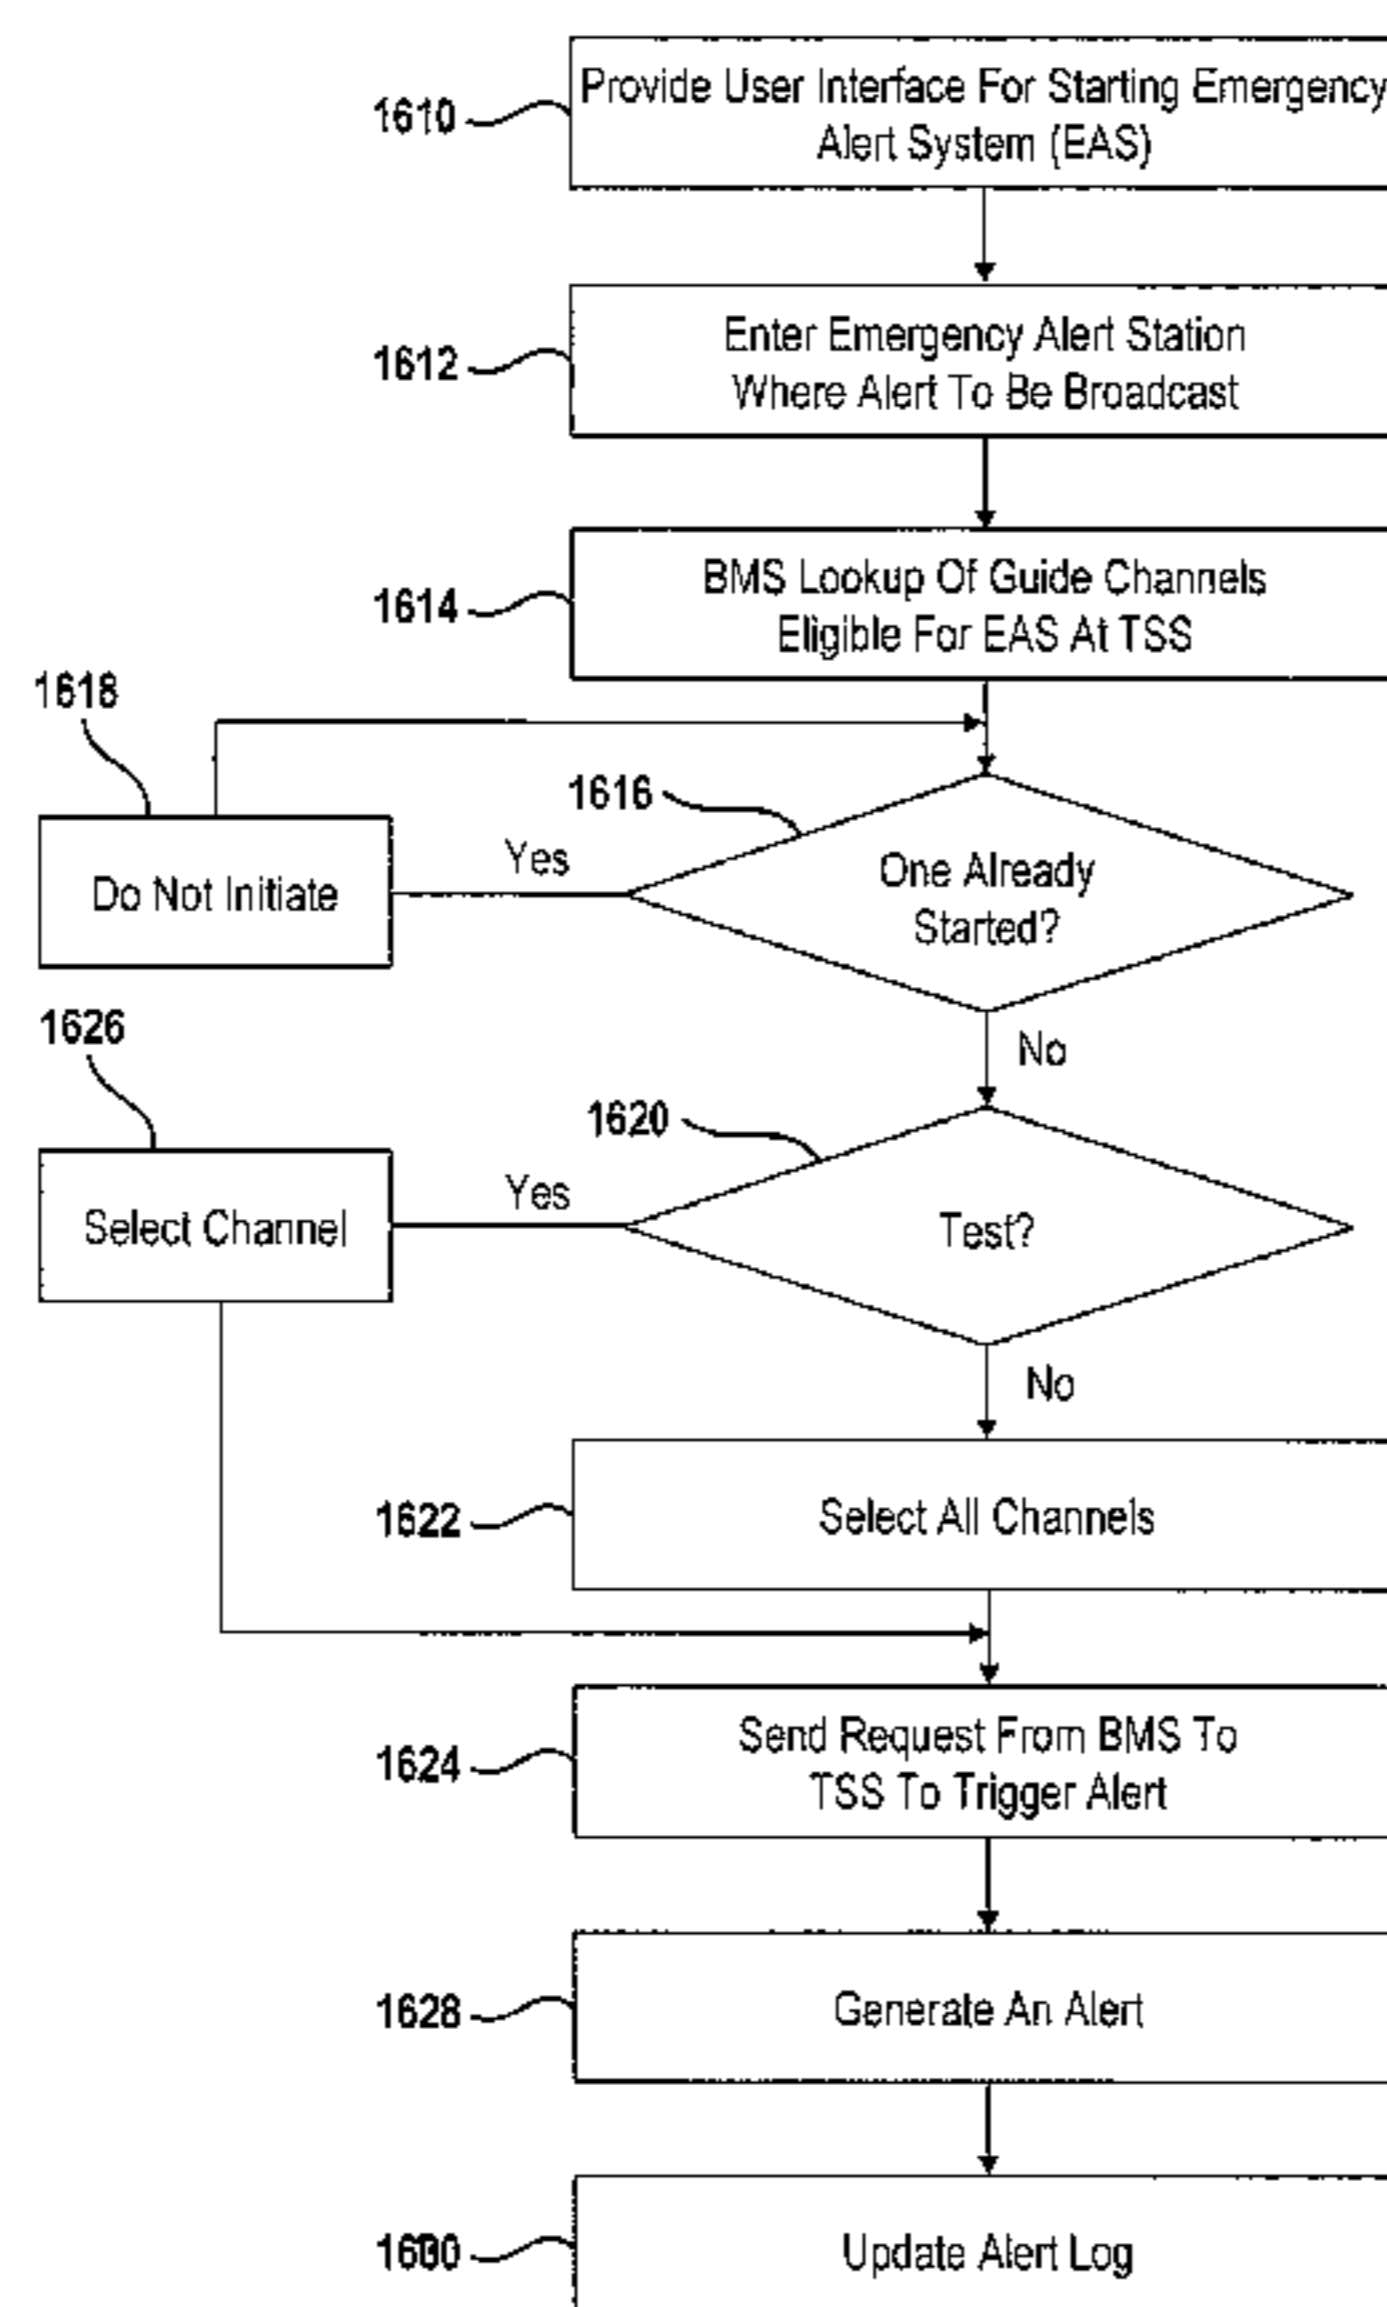 1610
Provide User Interface For Starting Emergency
Alert System (EAS)
1612
Enter Emergency Alert Station
Where Alert To Be Broadcast
1614
BMS Lookup Of Guide Channels
Eligible For EAS At TSS
1618
Do Not Initiate
Yes
1616
One Already
Started?
No
1626
Select Channel
Yes
1620
Test?
No
1622
Select All Channels
1624
Send Request From BMS To
TSS To Trigger Alert
1628
Generate An Alert
1630
Update Alert Log